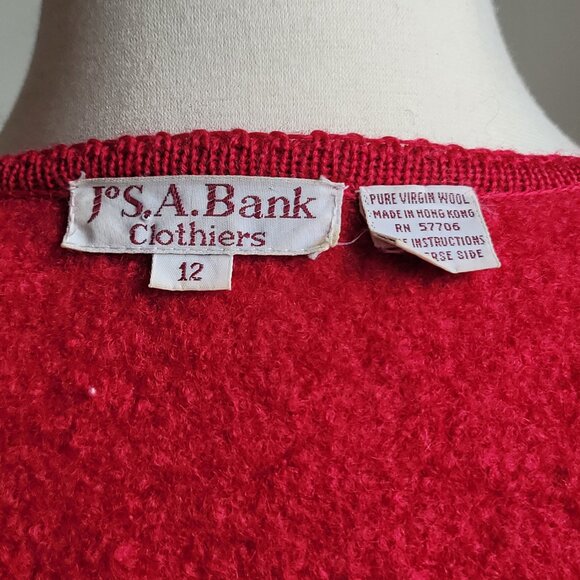 JoS. A. Bank
Clothiers
12
PURE VIRGIN WOOL
MADE IN HONG KONG
RN 57706
INSTRUCTIONS
SIDE